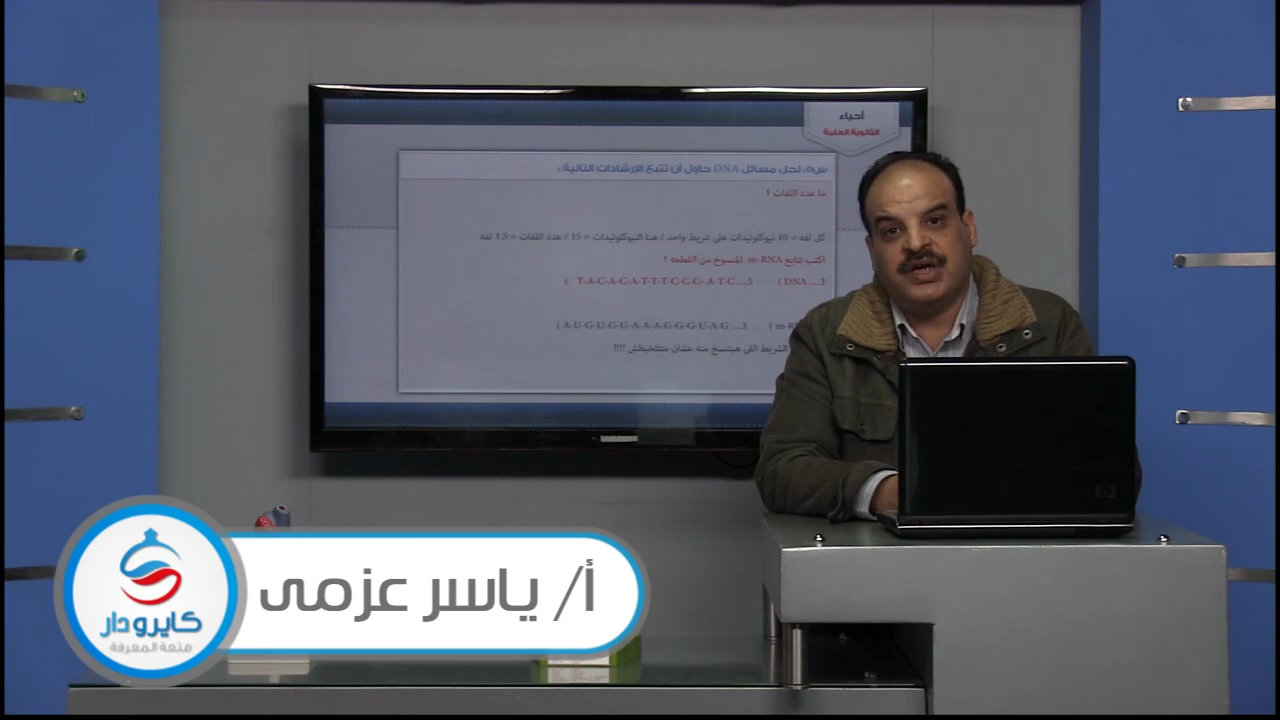 أحياء
الثانوية العامة
س٥: لحل مسائل DNA حاول أن تتبع الإرشادات التالية :
ما عدد اللفات ؟
كل لفه = 10 نيوكلوتيدات على شريط واحد / هنا النيوكلوتيدات = 15 / عدد اللفات = 1.5 لفه
اكتب تتابع m-RNA المنسوخ من القطعه ؟
( T-A-C-A-C-A-T-T-T-C-C-C- A-T-C ...5 ( DNA ...3
( A-U-G-U-G-U-A-A-A-G-G-G-U-A-G ...3 ( m-R
الشريط اللى هيتنسخ منه عشان متتلخبطش !!!!
أ/ ياسر عزمى
كايرو دار
متعة المعرفة